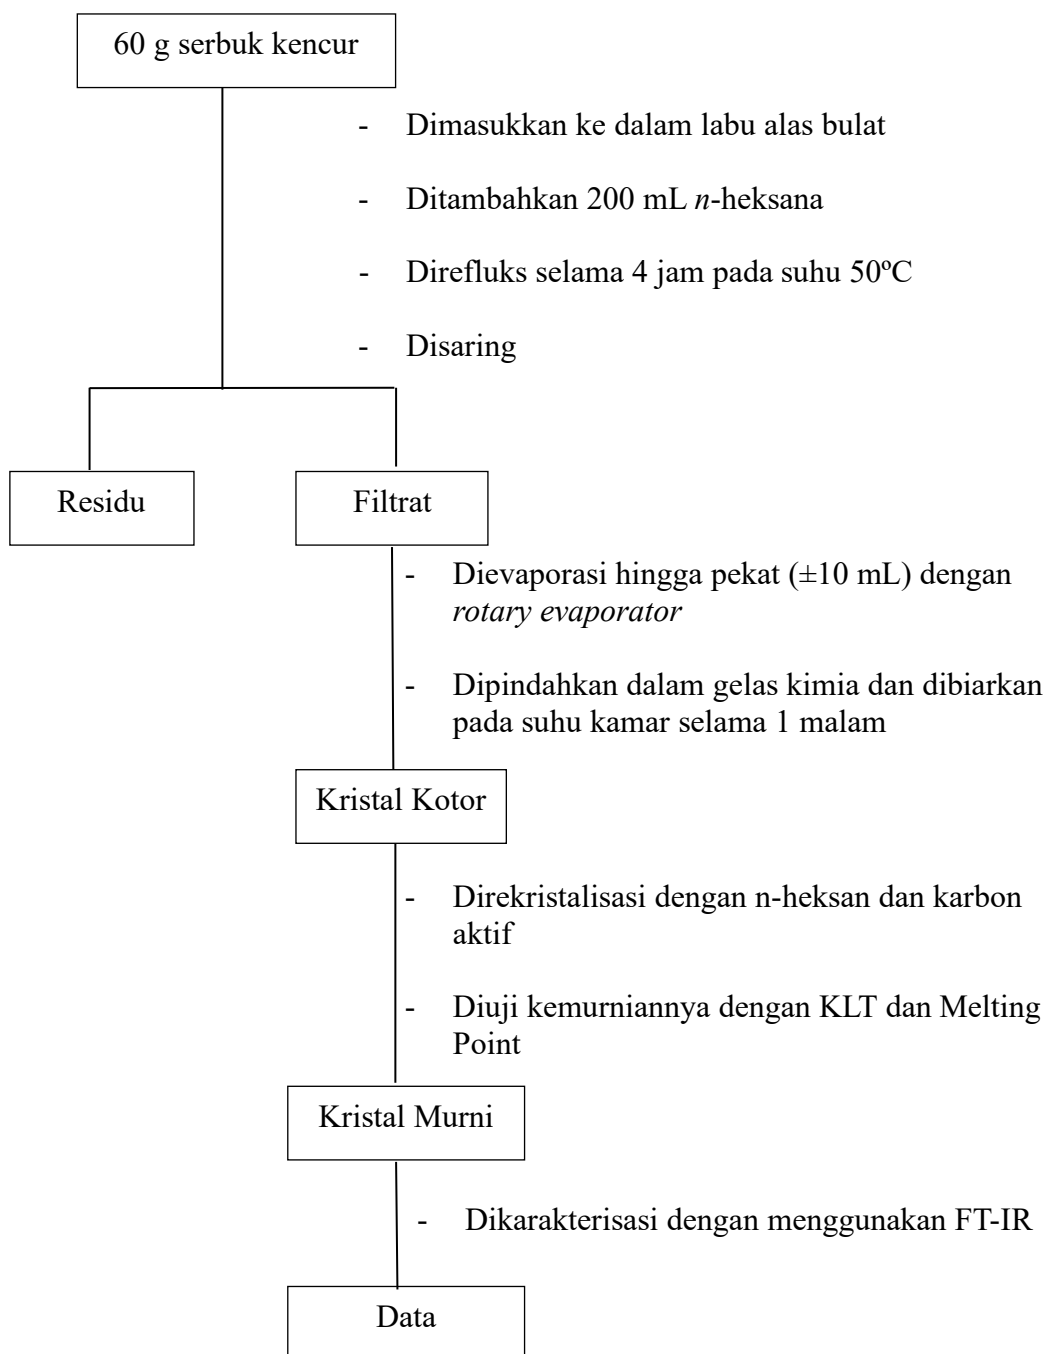 60 g serbuk kencur
- Dimasukkan ke dalam labu alas bulat
- Ditambahkan 200 mL n-heksana
- Direfluks selama 4 jam pada suhu 50ºC
- Disaring
Residu
Filtrat
- Dievaporasi hingga pekat (±10 mL) dengan
rotary evaporator
- Dipindahkan dalam gelas kimia dan dibiarkan
pada suhu kamar selama 1 malam
Kristal Kotor
- Direkristalisasi dengan n-heksan dan karbon
aktif
- Diuji kemurniannya dengan KLT dan Melting
Point
Kristal Murni
- Dikarakterisasi dengan menggunakan FT-IR
Data